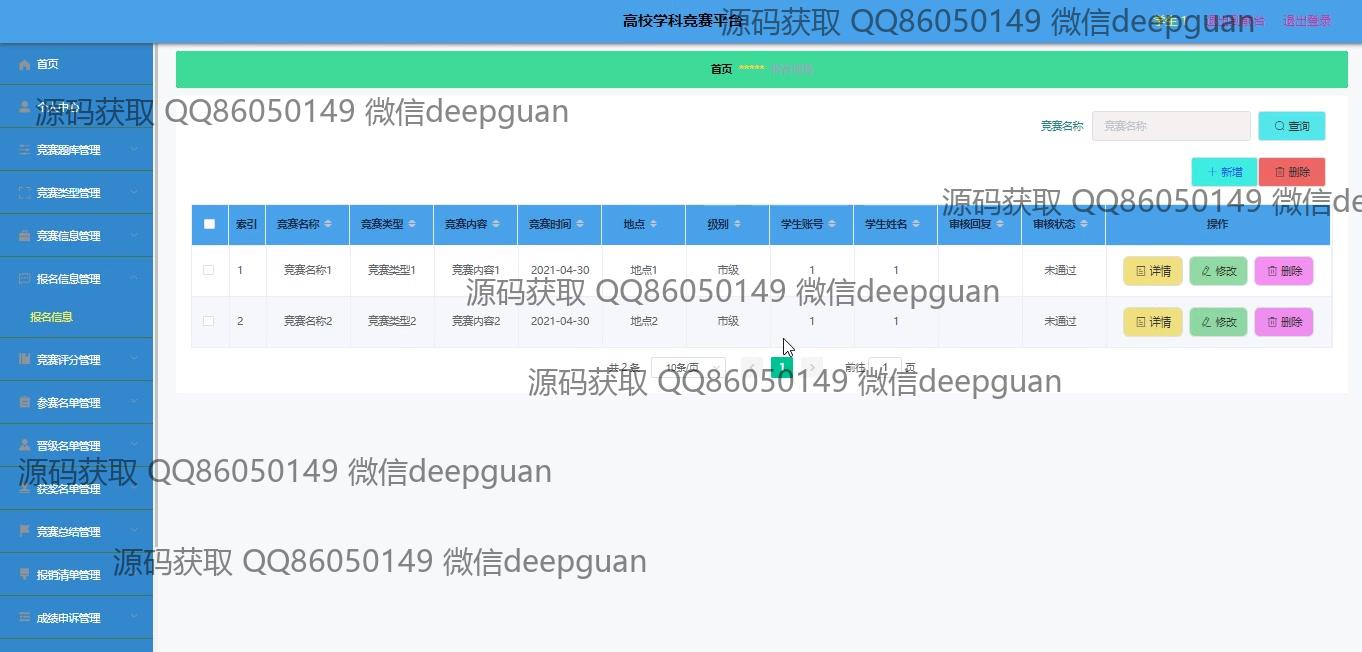 高校学科竞赛平台
退出登录
源码获取 QQ86050149 微信deepguan
首页
首页 *****
个人中心
源码获取 QQ86050149 微信deepguan
竞赛名称 竞赛名称 查询
竞赛题库管理
新增 删除
竞赛类型管理
源码获取 QQ86050149 微信de
索引 竞赛名称 竞赛类型 竞赛内容 竞赛时间 地点 级别 学生账号 学生姓名 审核回复 审核状态 操作
竞赛信息管理
1 竞赛名称1 竞赛类型1 竞赛内容1 2021-04-30 地点1 市级 1 1 未通过 详情 修改 删除
报名信息管理
源码获取 QQ86050149 微信deepguan
报名信息
2 竞赛名称2 竞赛类型2 竞赛内容2 2021-04-30 地点2 市级 1 1 未通过 详情 修改 删除
竞赛评分管理
共 2 条 10条/页 1 前往 1 页
源码获取 QQ86050149 微信deepguan
参赛名单管理
晋级名单管理
源码获取 QQ86050149 微信deepguan
获奖名单管理
竞赛总结管理
源码获取 QQ86050149 微信deepguan
报销清单管理
成绩申诉管理